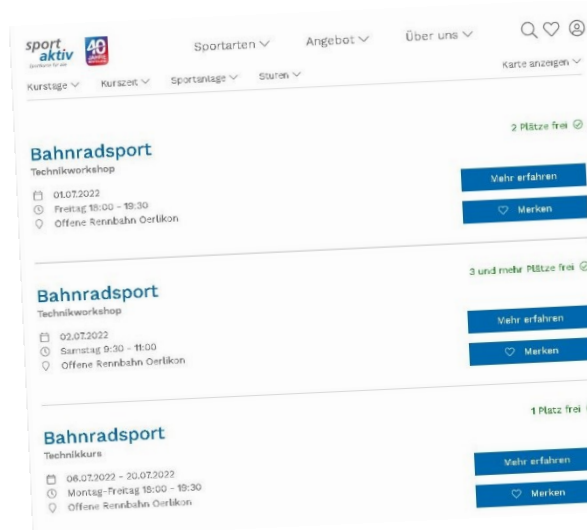 sport
aktiv
40
Sportarten Angebot Über uns
Kurstage Kurszeit Sportanlage Stufen Karte anzeigen
2 Plätze frei
Bahnradsport
Technikworkshop
01.07.2022
Freitag 18:00 - 19:30
Offene Rennbahn Oerlikon
Mehr erfahren
Merken
3 und mehr Plätze frei
Bahnradsport
Technikworkshop
02.07.2022
Samstag 9:30 - 11:00
Offene Rennbahn Oerlikon
Mehr erfahren
Merken
1 Platz frei
Bahnradsport
Technikkurs
06.07.2022 - 20.07.2022
Montag-Freitag 18:00 - 19:30
Offene Rennbahn Oerlikon
Mehr erfahren
Merken